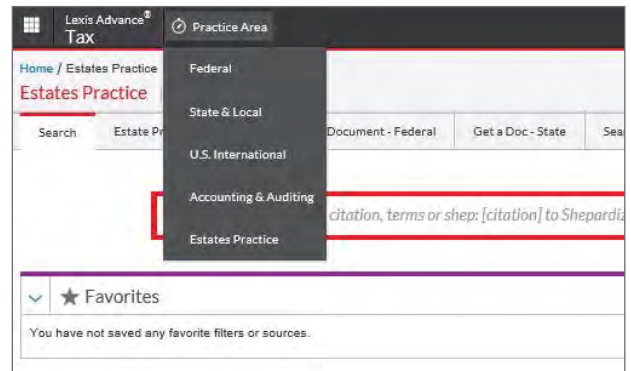 Lexis Advance®
Tax
Practice Area
Home / Estates Practice
Estates Practice
Federal
State & Local
U.S. International
Accounting & Auditing
Estates Practice
Search Estate Document - Federal Get a Doc - State
citation, terms or shep: [citation] to
Favorites
You have not saved any favorite filters or sources.